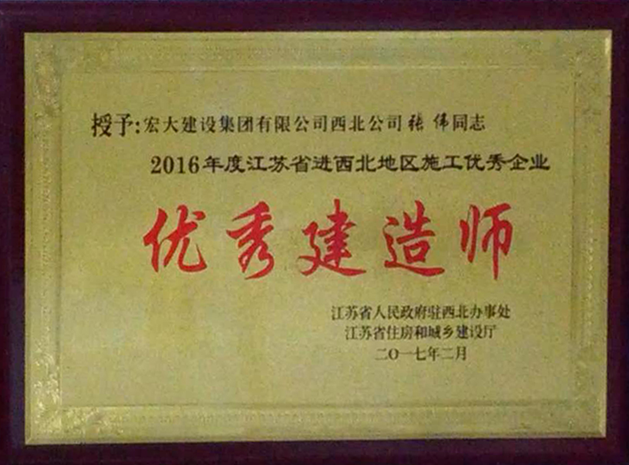 授予:宏大建设集团有限公司西北公司张伟同志
2016年度江苏省进西北地区施工优秀企业
优秀建造师
江苏省人民政府驻西北办事处
江苏省住房和城乡建设厅
二〇一七年二月